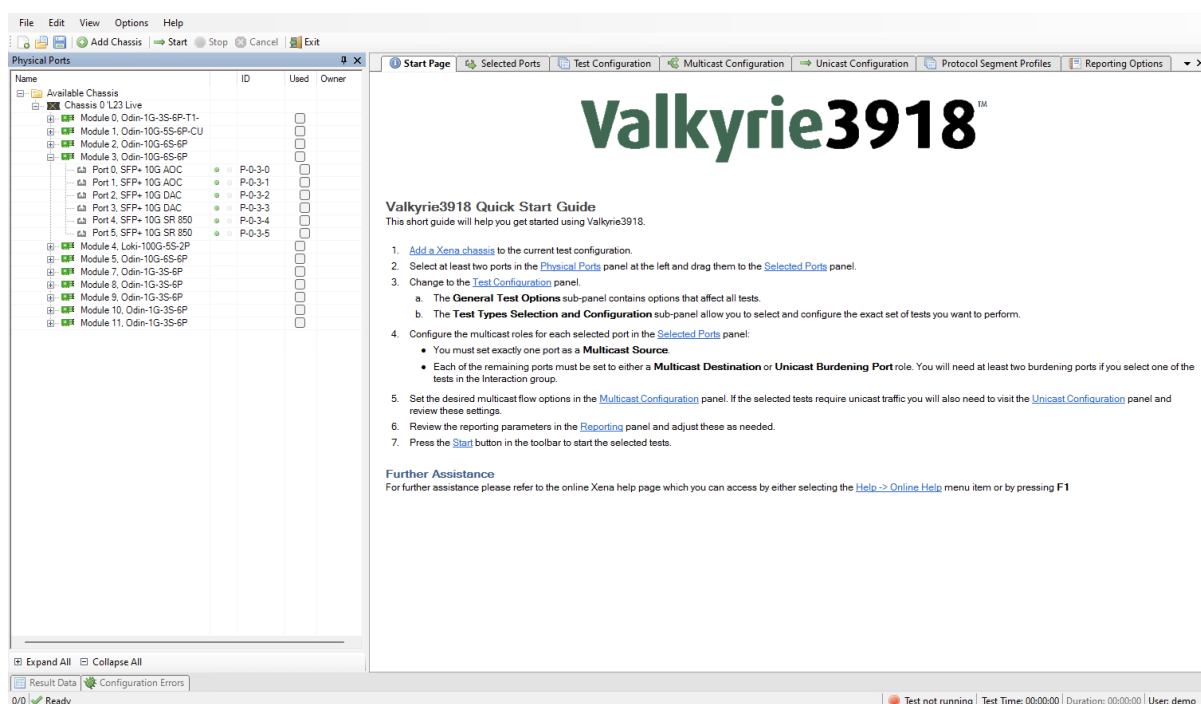 File Edit View Options Help
Add Chassis Start Stop Cancel Exit
Physical Ports
Name ID Used Owner
Available Chassis
Chassis 0 'L23 Live
Module 0, Odin-1G-3S-6P-T1-
Module 1, Odin-10G-5S-6P-CU
Module 2, Odin-10G-6S-6P
Module 3, Odin-10G-6S-6P
Port 0, SFP+ 10G AOC P-0-3-0
Port 1, SFP+ 10G AOC P-0-3-1
Port 2, SFP+ 10G DAC P-0-3-2
Port 3, SFP+ 10G DAC P-0-3-3
Port 4, SFP+ 10G SR 850 P-0-3-4
Port 5, SFP+ 10G SR 850 P-0-3-5
Module 4, Loki-100G-5S-2P
Module 5, Odin-10G-6S-6P
Module 7, Odin-1G-3S-6P
Module 8, Odin-1G-3S-6P
Module 9, Odin-1G-3S-6P
Module 10, Odin-1G-3S-6P
Module 11, Odin-1G-3S-6P
Expand All Collapse All
Start Page Selected Ports Test Configuration Multicast Configuration Unicast Configuration Protocol Segment Profiles Reporting Options
Valkyrie3918™
Valkyrie3918 Quick Start Guide
This short guide will help you get started using Valkyrie3918.
1. Add a Xena chassis to the current test configuration.
2. Select at least two ports in the Physical Ports panel at the left and drag them to the Selected Ports panel.
3. Change to the Test Configuration panel.
a. The General Test Options sub-panel contains options that affect all tests.
b. The Test Types Selection and Configuration sub-panel allow you to select and configure the exact set of tests you want to perform.
4. Configure the multicast roles for each selected port in the Selected Ports panel:
• You must set exactly one port as a Multicast Source.
• Each of the remaining ports must be set to either a Multicast Destination or Unicast Burdening Port role. You will need at least two burdening ports if you select one of the
tests in the Interaction group.
5. Set the desired multicast flow options in the Multicast Configuration panel. If the selected tests require unicast traffic you will also need to visit the Unicast Configuration panel and
review these settings.
6. Review the reporting parameters in the Reporting panel and adjust these as needed.
7. Press the Start button in the toolbar to start the selected tests.
Further Assistance
For further assistance please refer to the online Xena help page which you can access by either selecting the Help -> Online Help menu item or by pressing F1
Result Data Configuration Errors
0/0 Ready Test not running Test Time: 00:00:00 Duration: 00:00:00 User: demo